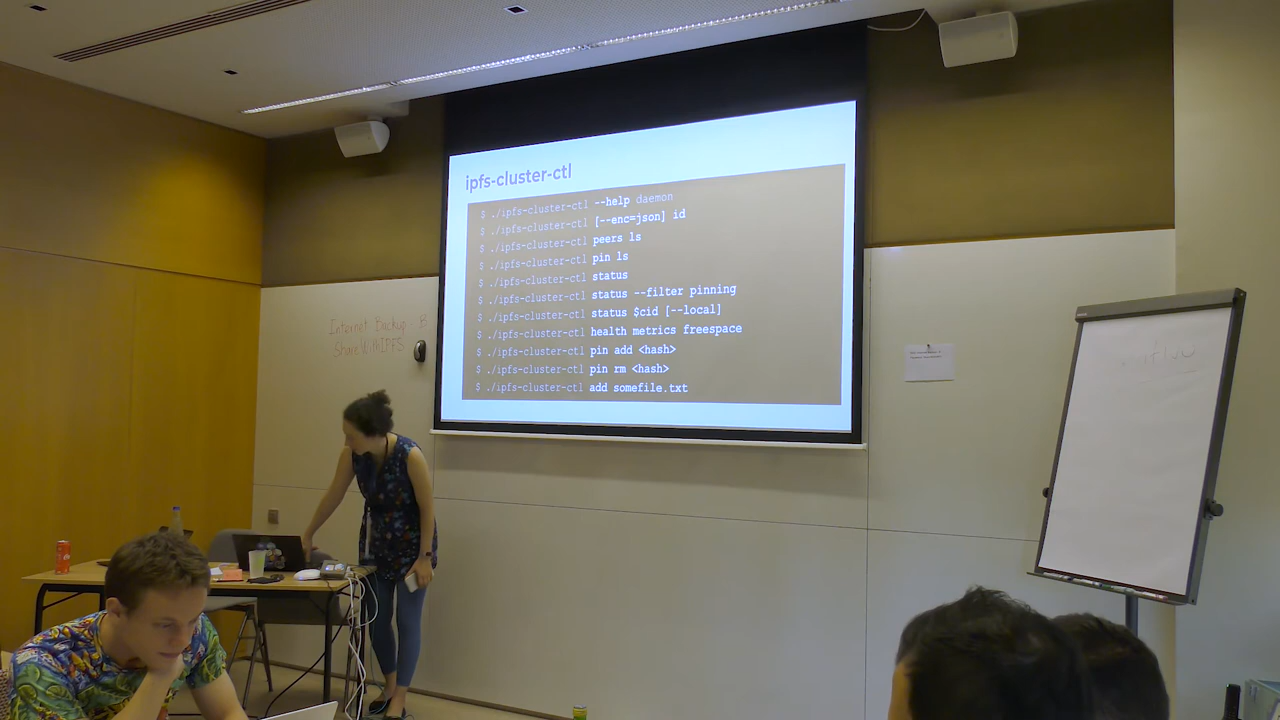 ipfs-cluster-ctl
$ ./ipfs-cluster-ctl --help daemon
$ ./ipfs-cluster-ctl [--enc=json] id
$ ./ipfs-cluster-ctl peers ls
$ ./ipfs-cluster-ctl pin ls
$ ./ipfs-cluster-ctl status
$ ./ipfs-cluster-ctl status --filter pinning
$ ./ipfs-cluster-ctl status $cid [--local]
$ ./ipfs-cluster-ctl health metrics freespace
$ ./ipfs-cluster-ctl pin add <hash>
$ ./ipfs-cluster-ctl pin rm <hash>
$ ./ipfs-cluster-ctl add somefile.txt
Internet Backup B
ShareWithIPFS